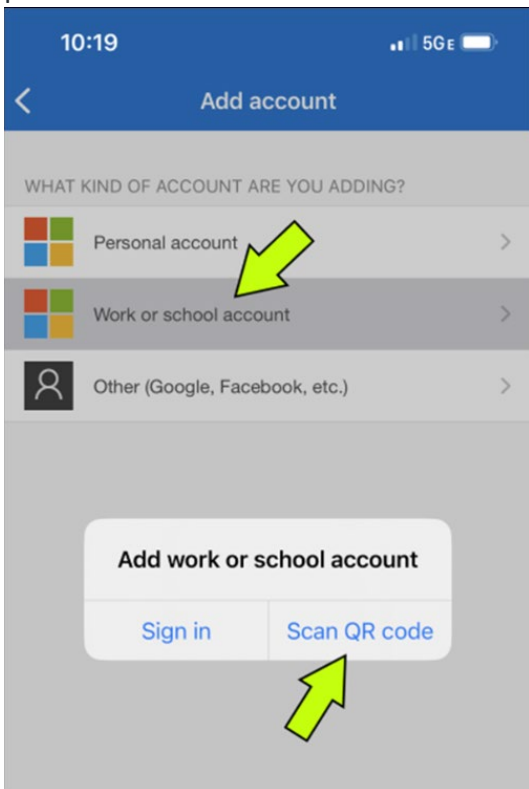 10:19 5GE
Add account
WHAT KIND OF ACCOUNT ARE YOU ADDING?
Personal account
Work or school account
Other (Google, Facebook, etc.)
Add work or school account
Sign in Scan QR code